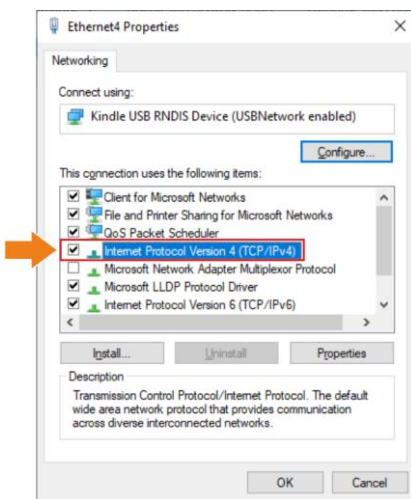 Ethernet4 Properties
Networking
Connect using:
Kindle USB RNDIS Device (USBNetwork enabled)
Configure...
This connection uses the following items:
Client for Microsoft Networks
File and Printer Sharing for Microsoft Networks
QoS Packet Scheduler
Internet Protocol Version 4 (TCP/IPv4)
Microsoft Network Adapter Multiplexor Protocol
Microsoft LLDP Protocol Driver
Internet Protocol Version 6 (TCP/IPv6)
Install... Uninstall Properties
Description
Transmission Control Protocol/Internet Protocol. The default
wide area network protocol that provides communication
across diverse interconnected networks.
OK Cancel